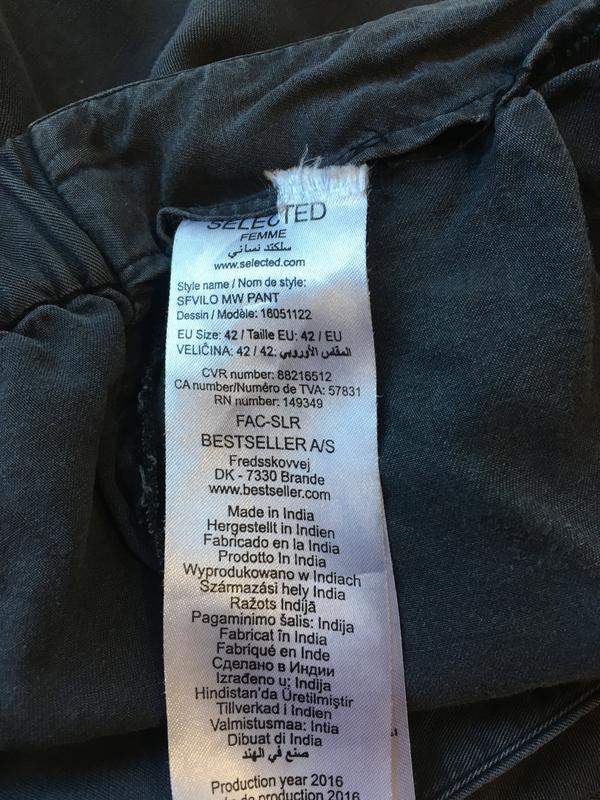 SELECTED
FEMME
سلكتد نسائي
www.selected.com
Style name / Nom de style:
SFVILO MW PANT
Dessin / Modèle: 16051122
EU Size: 42 / Taille EU: 42 / EU
VELIČINA: 42 / 42: المقاس الأوروبي
CVR number: 88216512
CA number/Numéro de TVA: 57831
RN number: 149349
FAC-SLR
BESTSELLER A/S
Fredsskovvej
DK - 7330 Brande
www.bestseller.com
Made in India
Hergestellt in Indien
Fabricado en la India
Prodotto In India
Wyprodukowano w Indiach
Származási hely India
Ražots Indijā
Pagaminimo šalis: Indija
Fabricat în India
Fabriqué en Inde
Сделано в Индии
Izrađeno u: Indija
Hindistan'da Üretilmiştir
Tillverkad i Indien
Valmistusmaa: Intia
Dibuat di India
صنع في الهند
Production year 2016
de production 2016